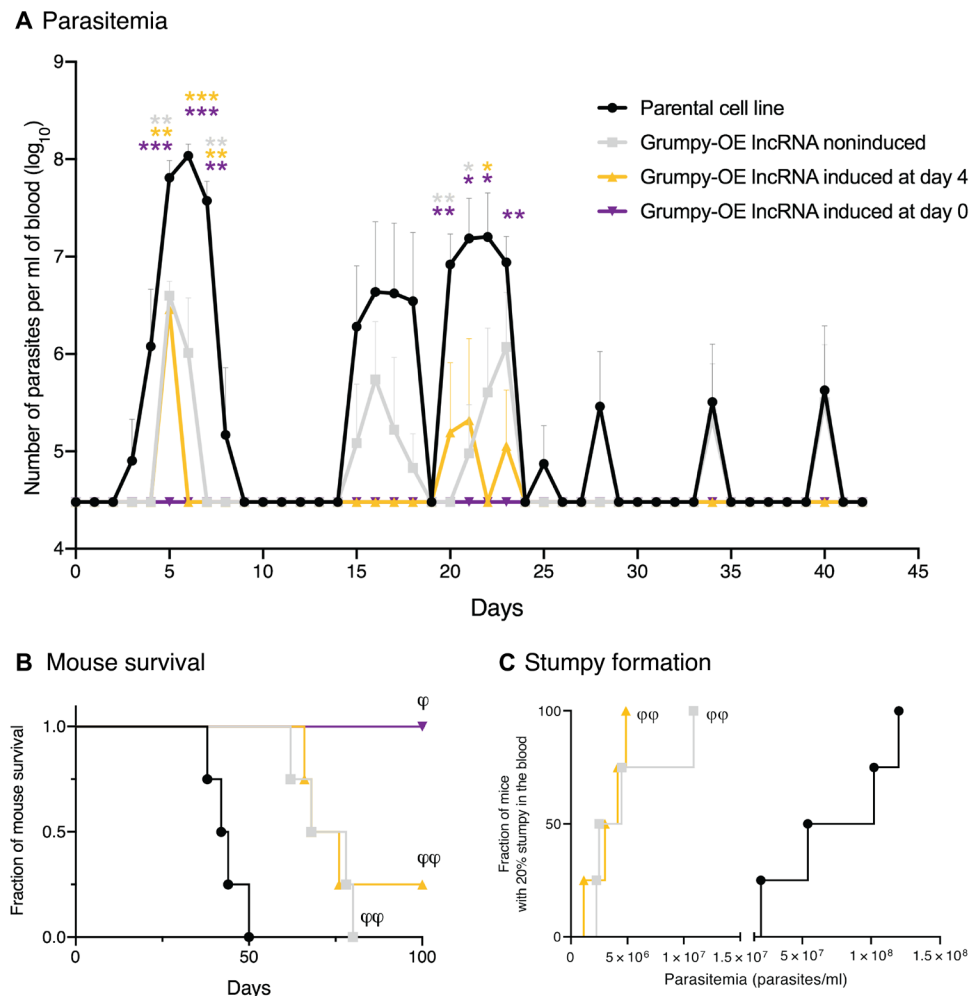 A Parasitemia
Number of parasites per ml of blood (log10)
9
8
7
6
5
4
0 5 10 15 20 25 30 35 40 45
Days
** ** *** *** *** ** ** **
** ** * * * * **
Parental cell line
Grumpy-OE lncRNA noninduced
Grumpy-OE lncRNA induced at day 4
Grumpy-OE lncRNA induced at day 0
B Mouse survival
Fraction of mouse survival
1.0
0.5
0.0
0 50 100
Days
φ
φφ
φφ
C Stumpy formation
Fraction of mice
with 20% stumpy in the blood
100
50
0
φφ φφ
0 5 × 10^6 1 × 10^7 1.5 × 10^7 5 × 10^7 1 × 10^8 1.5 × 10^8
Parasitemia (parasites/ml)